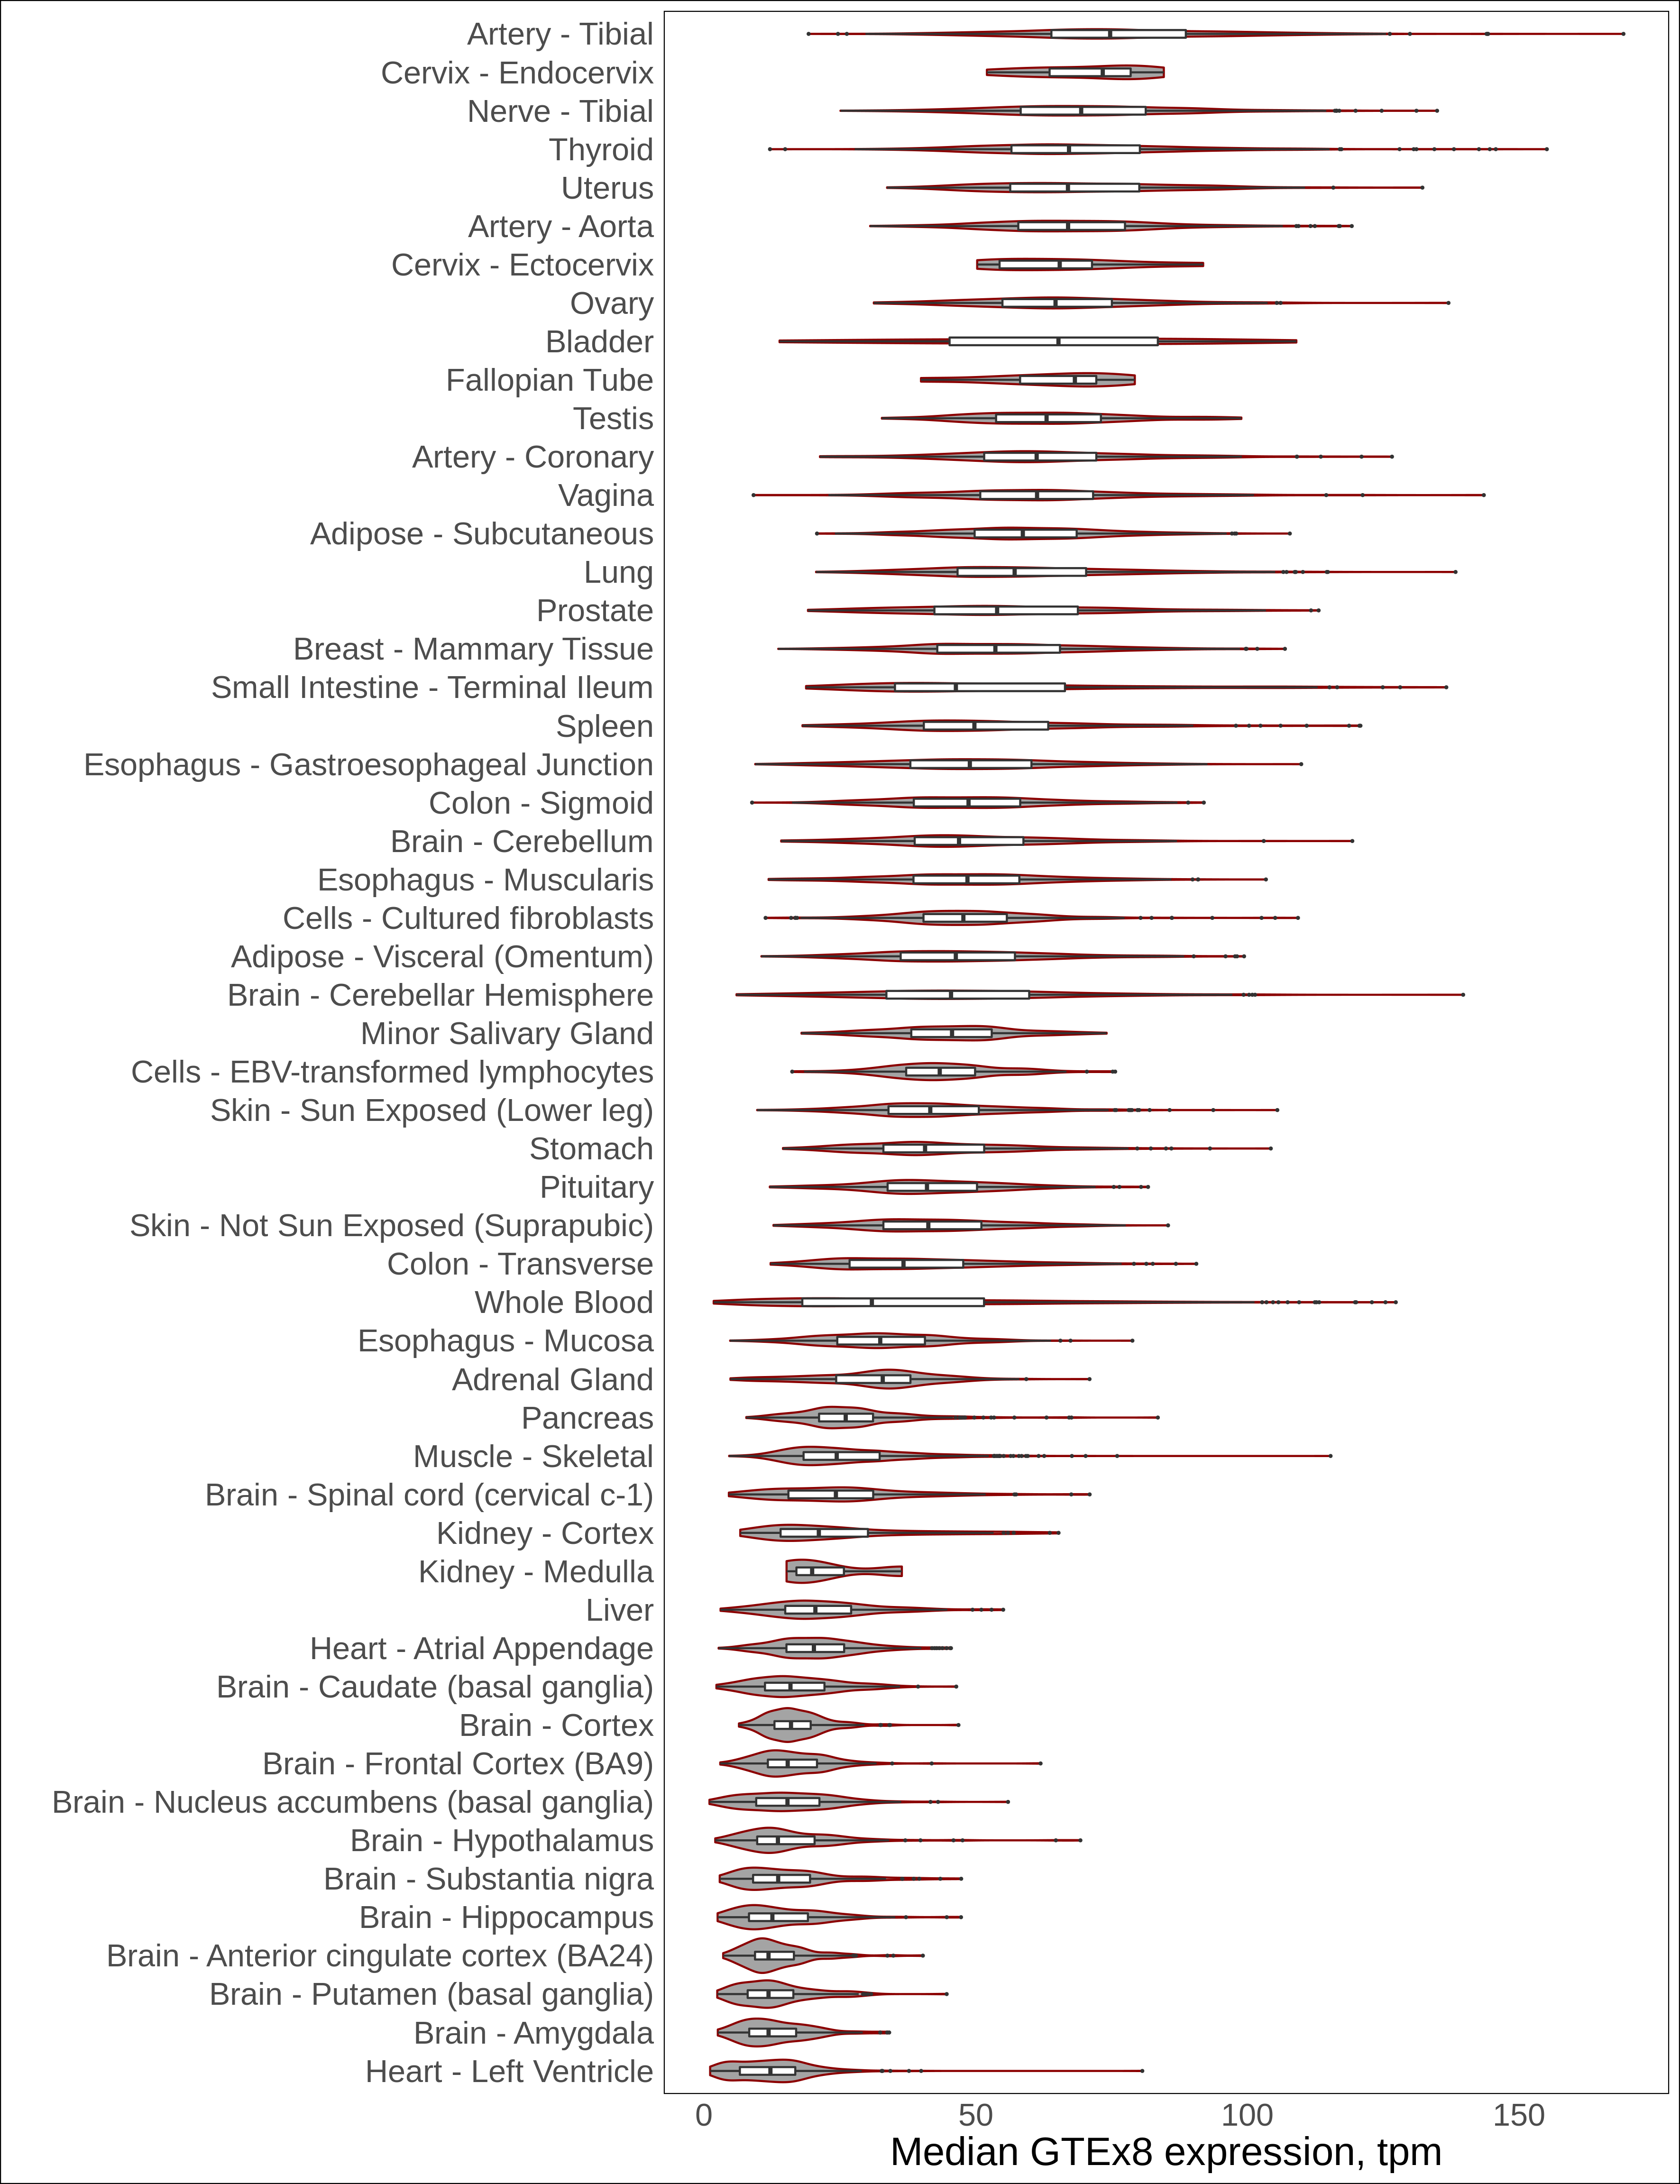 Artery - Tibial
Cervix - Endocervix
Nerve - Tibial
Thyroid
Uterus
Artery - Aorta
Cervix - Ectocervix
Ovary
Bladder
Fallopian Tube
Testis
Artery - Coronary
Vagina
Adipose - Subcutaneous
Lung
Prostate
Breast - Mammary Tissue
Small Intestine - Terminal Ileum
Spleen
Esophagus - Gastroesophageal Junction
Colon - Sigmoid
Brain - Cerebellum
Esophagus - Muscularis
Cells - Cultured fibroblasts
Adipose - Visceral (Omentum)
Brain - Cerebellar Hemisphere
Minor Salivary Gland
Cells - EBV-transformed lymphocytes
Skin - Sun Exposed (Lower leg)
Stomach
Pituitary
Skin - Not Sun Exposed (Suprapubic)
Colon - Transverse
Whole Blood
Esophagus - Mucosa
Adrenal Gland
Pancreas
Muscle - Skeletal
Brain - Spinal cord (cervical c-1)
Kidney - Cortex
Kidney - Medulla
Liver
Heart - Atrial Appendage
Brain - Caudate (basal ganglia)
Brain - Cortex
Brain - Frontal Cortex (BA9)
Brain - Nucleus accumbens (basal ganglia)
Brain - Hypothalamus
Brain - Substantia nigra
Brain - Hippocampus
Brain - Anterior cingulate cortex (BA24)
Brain - Putamen (basal ganglia)
Brain - Amygdala
Heart - Left Ventricle
0 50 100 150
Median GTEx8 expression, tpm